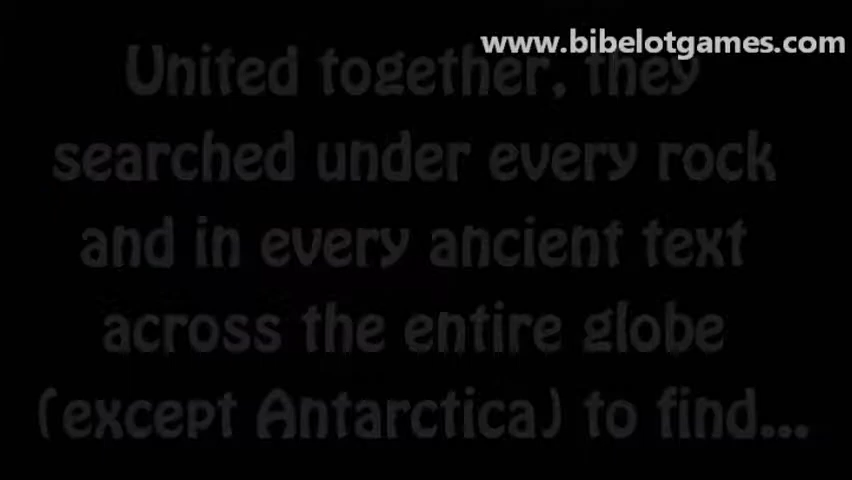 www.bibelotgames.com
United together, they
searched under every rock
and in every ancient text
across the entire globe
(except Antarctica) to find...